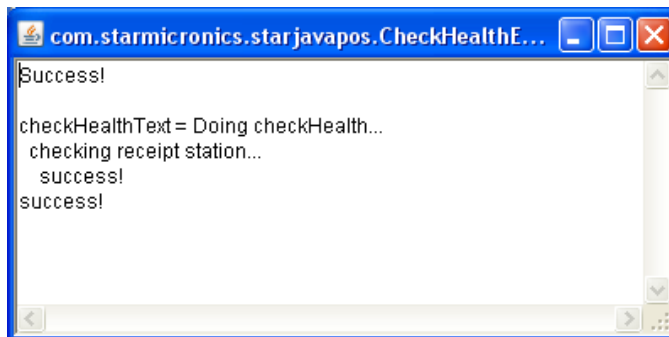 com.starmicronics.starjavapos.CheckHealthE...
Success!
checkHealthText = Doing checkHealth...
checking receipt station...
success!
success!